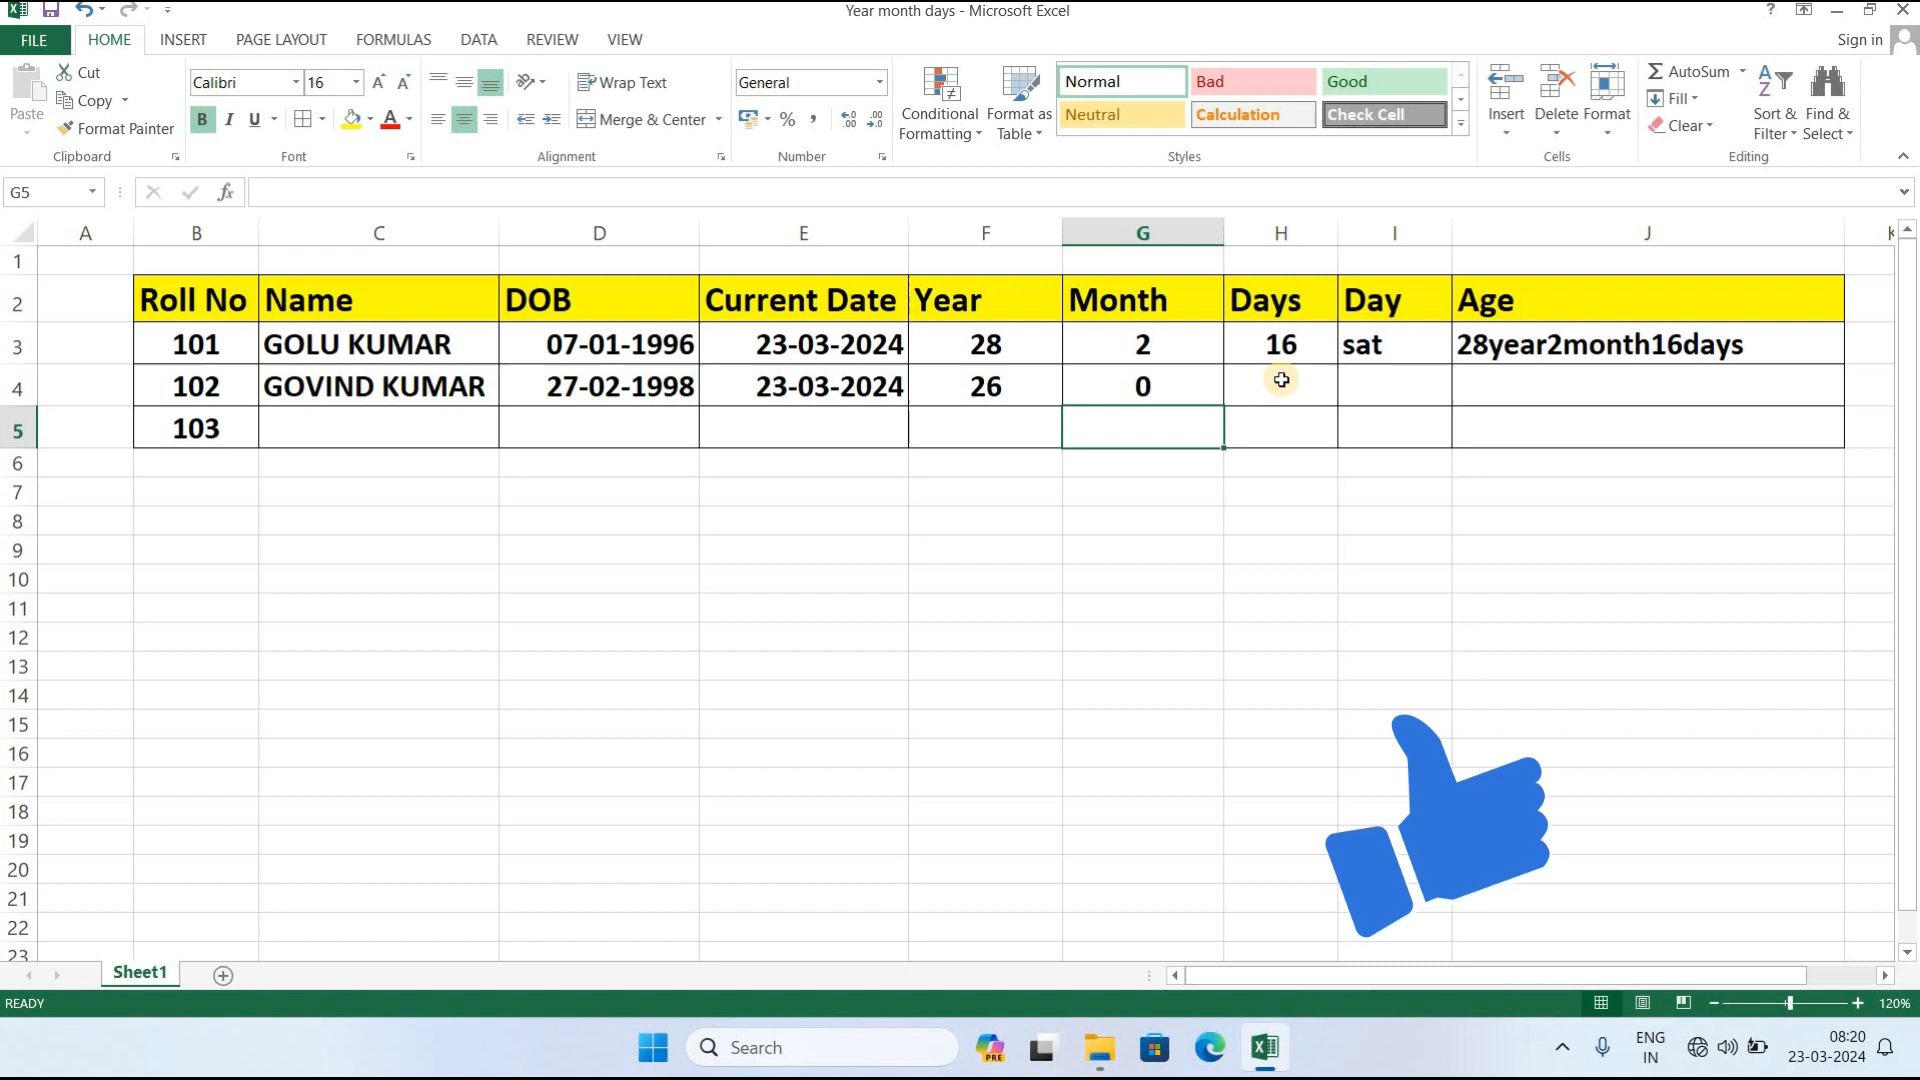 Year month days - Microsoft Excel
?
FILE HOME INSERT PAGE LAYOUT FORMULAS DATA REVIEW VIEW Sign in
Paste Cut Copy Format Painter
Clipboard
Calibri 16 A A
B I U A
Font
Wrap Text
Merge & Center
Alignment
General
% , .00 .0
Number
Conditional Formatting Format as Table
Normal Bad Good
Neutral Calculation Check Cell
Styles
Insert Delete Format
Cells
AutoSum
Fill
Clear
Sort & Filter Find & Select
Editing
G5 fx
A B C D E F G H I J K
1
2 Roll No Name DOB Current Date Year Month Days Day Age
3 101 GOLU KUMAR 07-01-1996 23-03-2024 28 2 16 sat 28year2month16days
4 102 GOVIND KUMAR 27-02-1998 23-03-2024 26 0
5 103
6
7
8
9
10
11
12
13
14
15
16
17
18
19
20
21
22
23
Sheet1
READY 120%
Search PRE ENG IN 08:20 23-03-2024